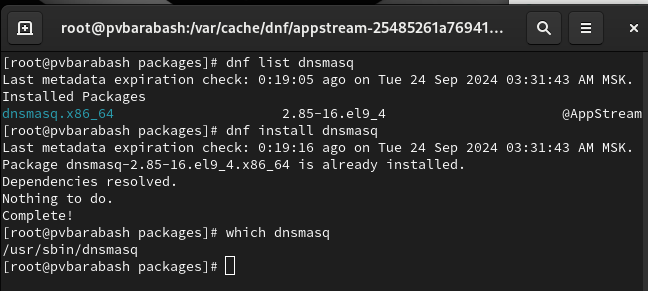 root@pvbarabash:/var/cache/dnf/appstream-25485261a76941...
[root@pvbarabash packages]# dnf list dnsmasq
Last metadata expiration check: 0:19:05 ago on Tue 24 Sep 2024 03:31:43 AM MSK.
Installed Packages
dnsmasq.x86_64 2.85-16.el9_4 @AppStream
[root@pvbarabash packages]# dnf install dnsmasq
Last metadata expiration check: 0:19:16 ago on Tue 24 Sep 2024 03:31:43 AM MSK.
Package dnsmasq-2.85-16.el9_4.x86_64 is already installed.
Dependencies resolved.
Nothing to do.
Complete!
[root@pvbarabash packages]# which dnsmasq
/usr/sbin/dnsmasq
[root@pvbarabash packages]#